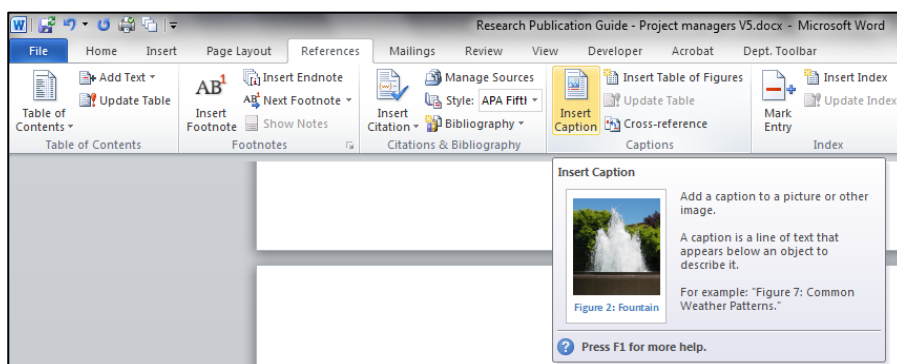 Research Publication Guide - Project managers V5.docx - Microsoft Word
File Home Insert Page Layout References Mailings Review View Developer Acrobat Dept. Toolbar
Table of Contents
Add Text
Update Table
Table of Contents
AB1
Insert Footnote
Insert Endnote
AB1 Next Footnote
Show Notes
Footnotes
Insert Citation
Manage Sources
Style: APA Fifth
Bibliography
Citations & Bibliography
Insert Caption
Insert Table of Figures
Update Table
Cross-reference
Captions
Mark Entry
Insert Index
Update Index
Index
Insert Caption
Figure 2: Fountain
Add a caption to a picture or other
image.
A caption is a line of text that
appears below an object to
describe it.
For example: "Figure 7: Common
Weather Patterns."
Press F1 for more help.